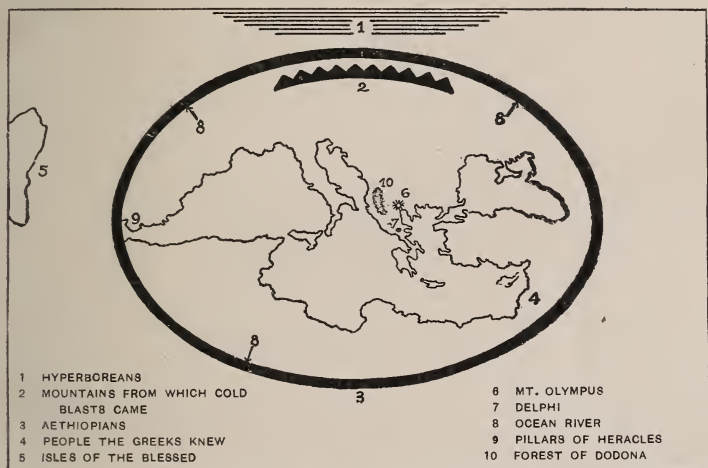 1
2
8
8
5
10
6
9
7
4
8
3
1 HYPERBOREANS
2 MOUNTAINS FROM WHICH COLD
BLASTS CAME
3 AETHIOPIANS
4 PEOPLE THE GREEKS KNEW
5 ISLES OF THE BLESSED
6 MT. OLYMPUS
7 DELPHI
8 OCEAN RIVER
9 PILLARS OF HERACLES
10 FOREST OF DODONA